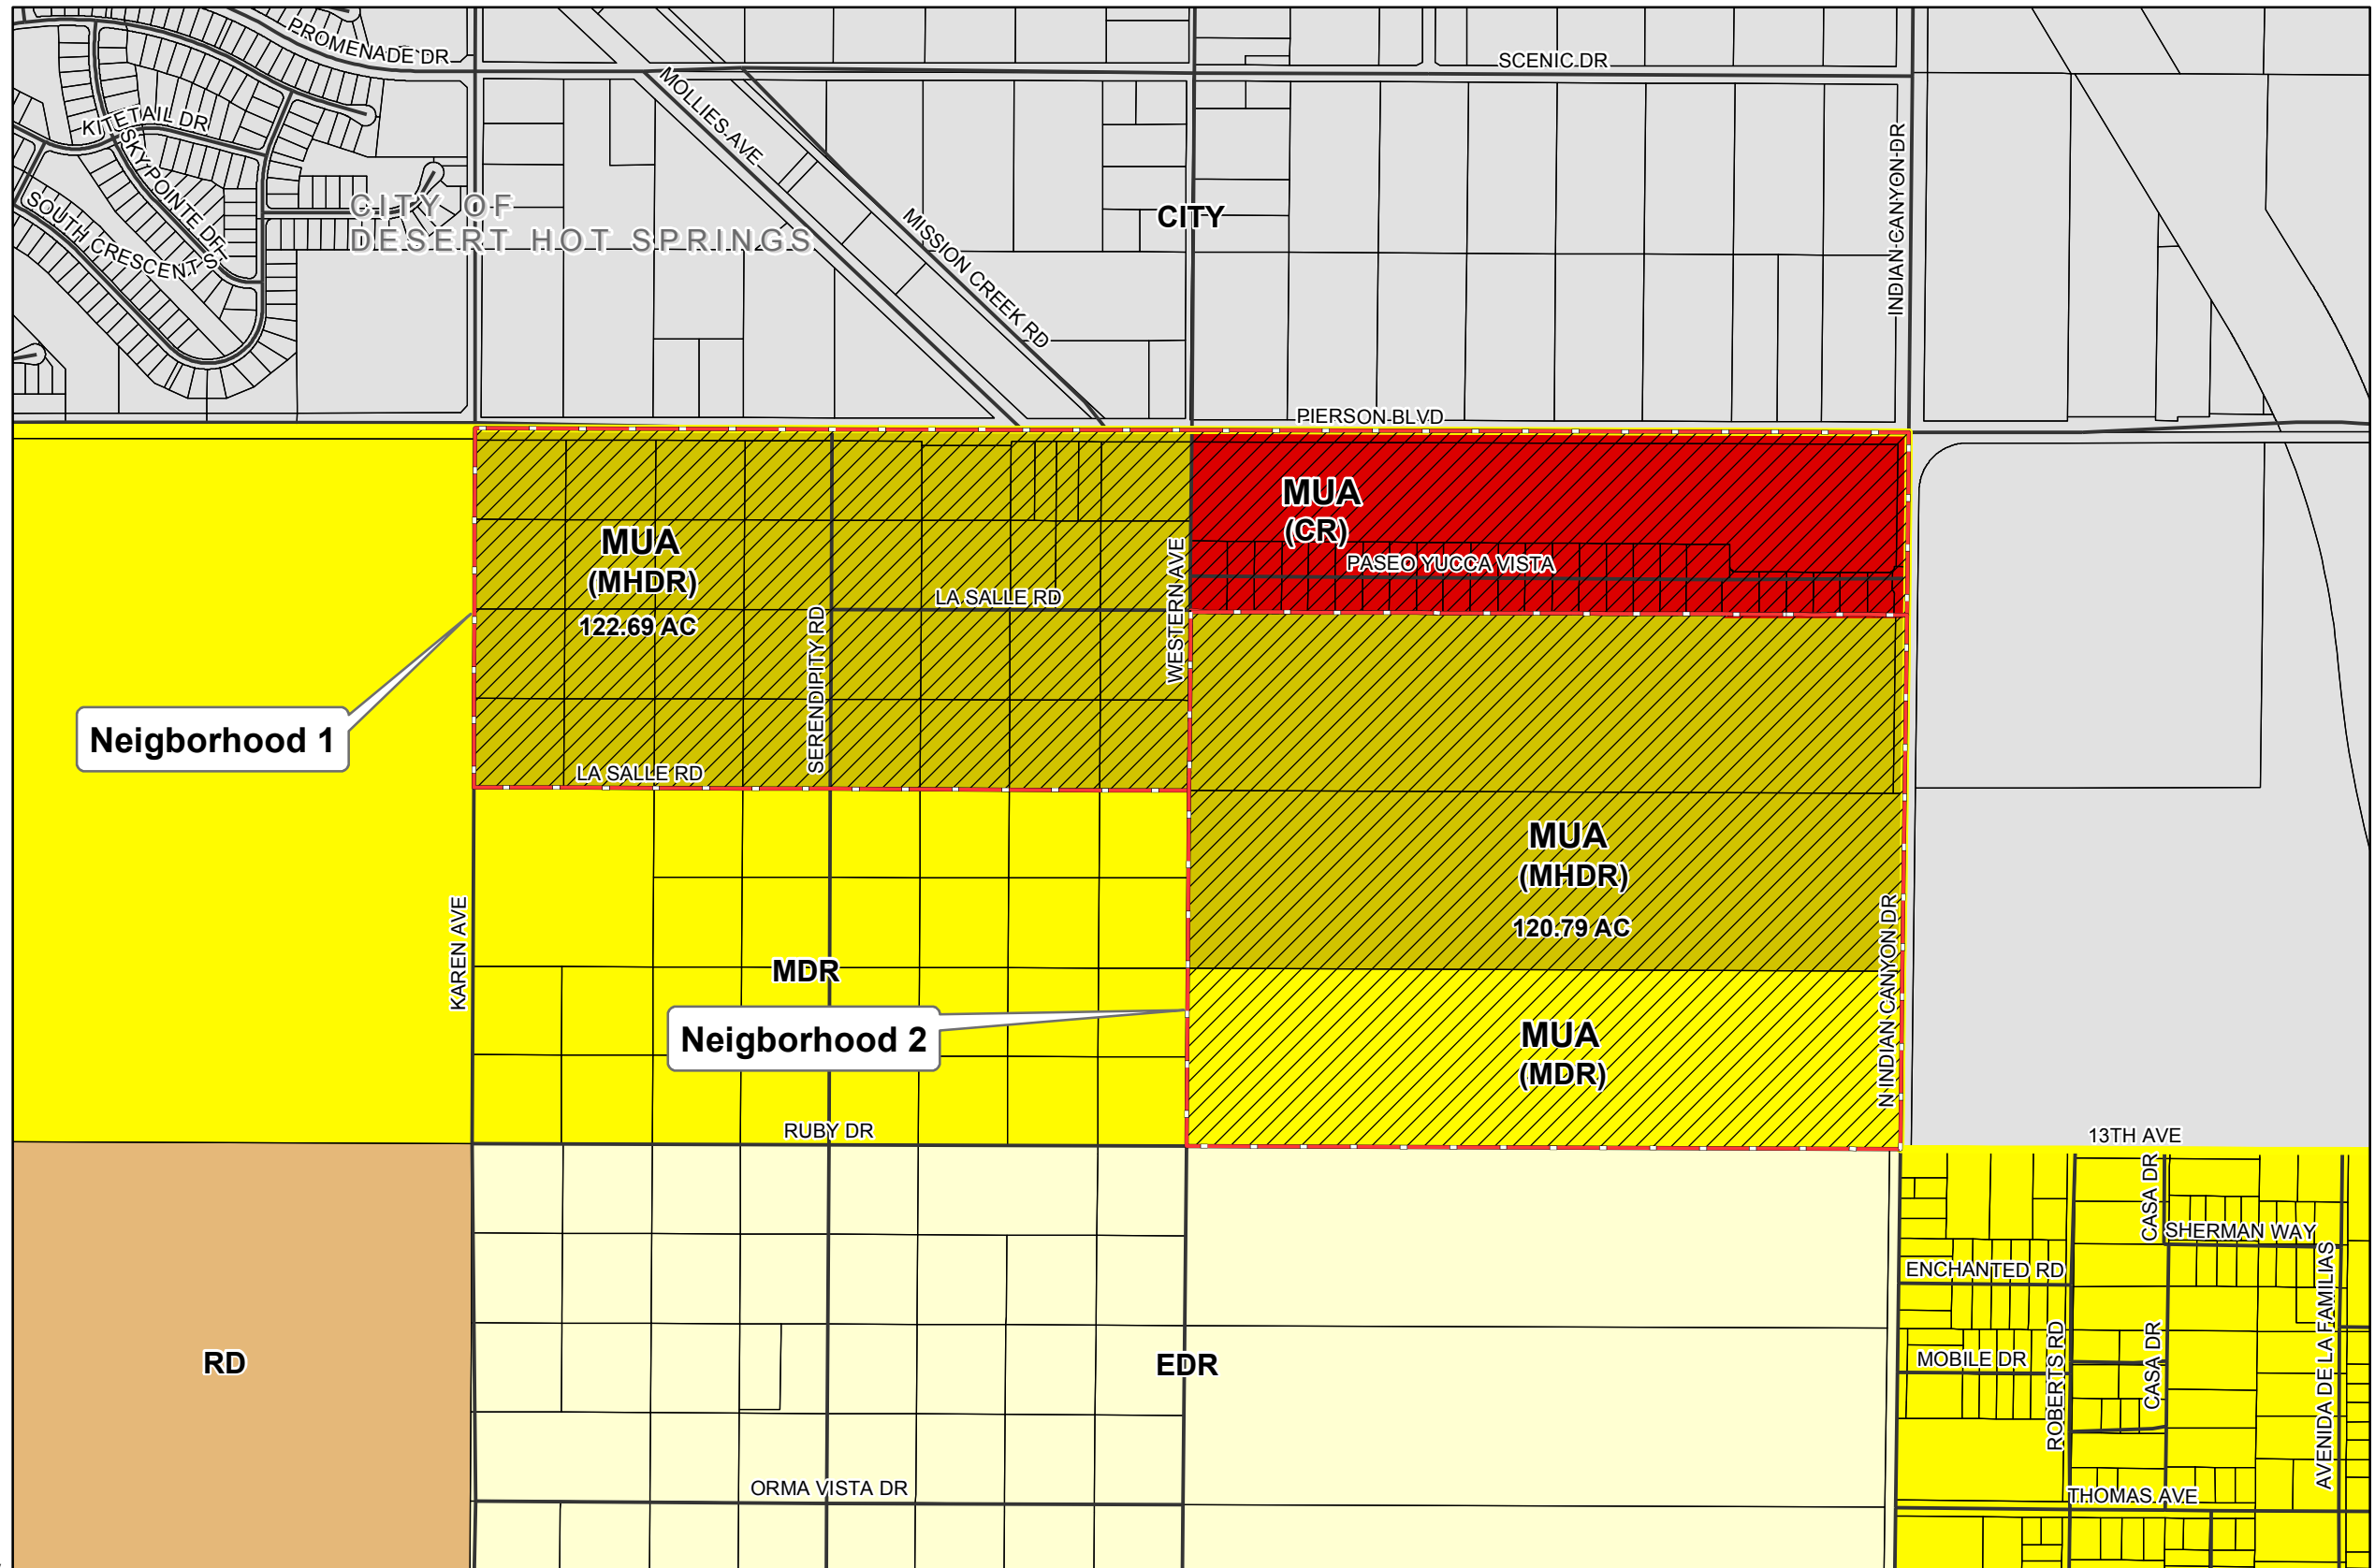 PROMENADE DR
SCENIC DR
MOLLIES AVE
KITETAIL DR
SKYPOINTE DR
SOUTH CRESCENT ST
CITY OF
DESERT HOT SPRINGS
MISSION CREEK RD
CITY
INDIAN CANYON DR
PIERSON BLVD
MUA
(CR)
PASEO YUCCA VISTA
MUA
(MHDR)
122.69 AC
LA SALLE RD
SERENDIPITY RD
WESTERN AVE
Neigborhood 1
LA SALLE RD
MUA
(MHDR)
120.79 AC
KAREN AVE
MDR
Neigborhood 2
MUA
(MDR)
N INDIAN CANYON DR
RUBY DR
13TH AVE
CASA DR
SHERMAN WAY
ENCHANTED RD
AVENIDA DE LA FAMILIAS
ROBERTS RD
MOBILE DR
CASA DR
RD
EDR
ORMA VISTA DR
THOMAS AVE